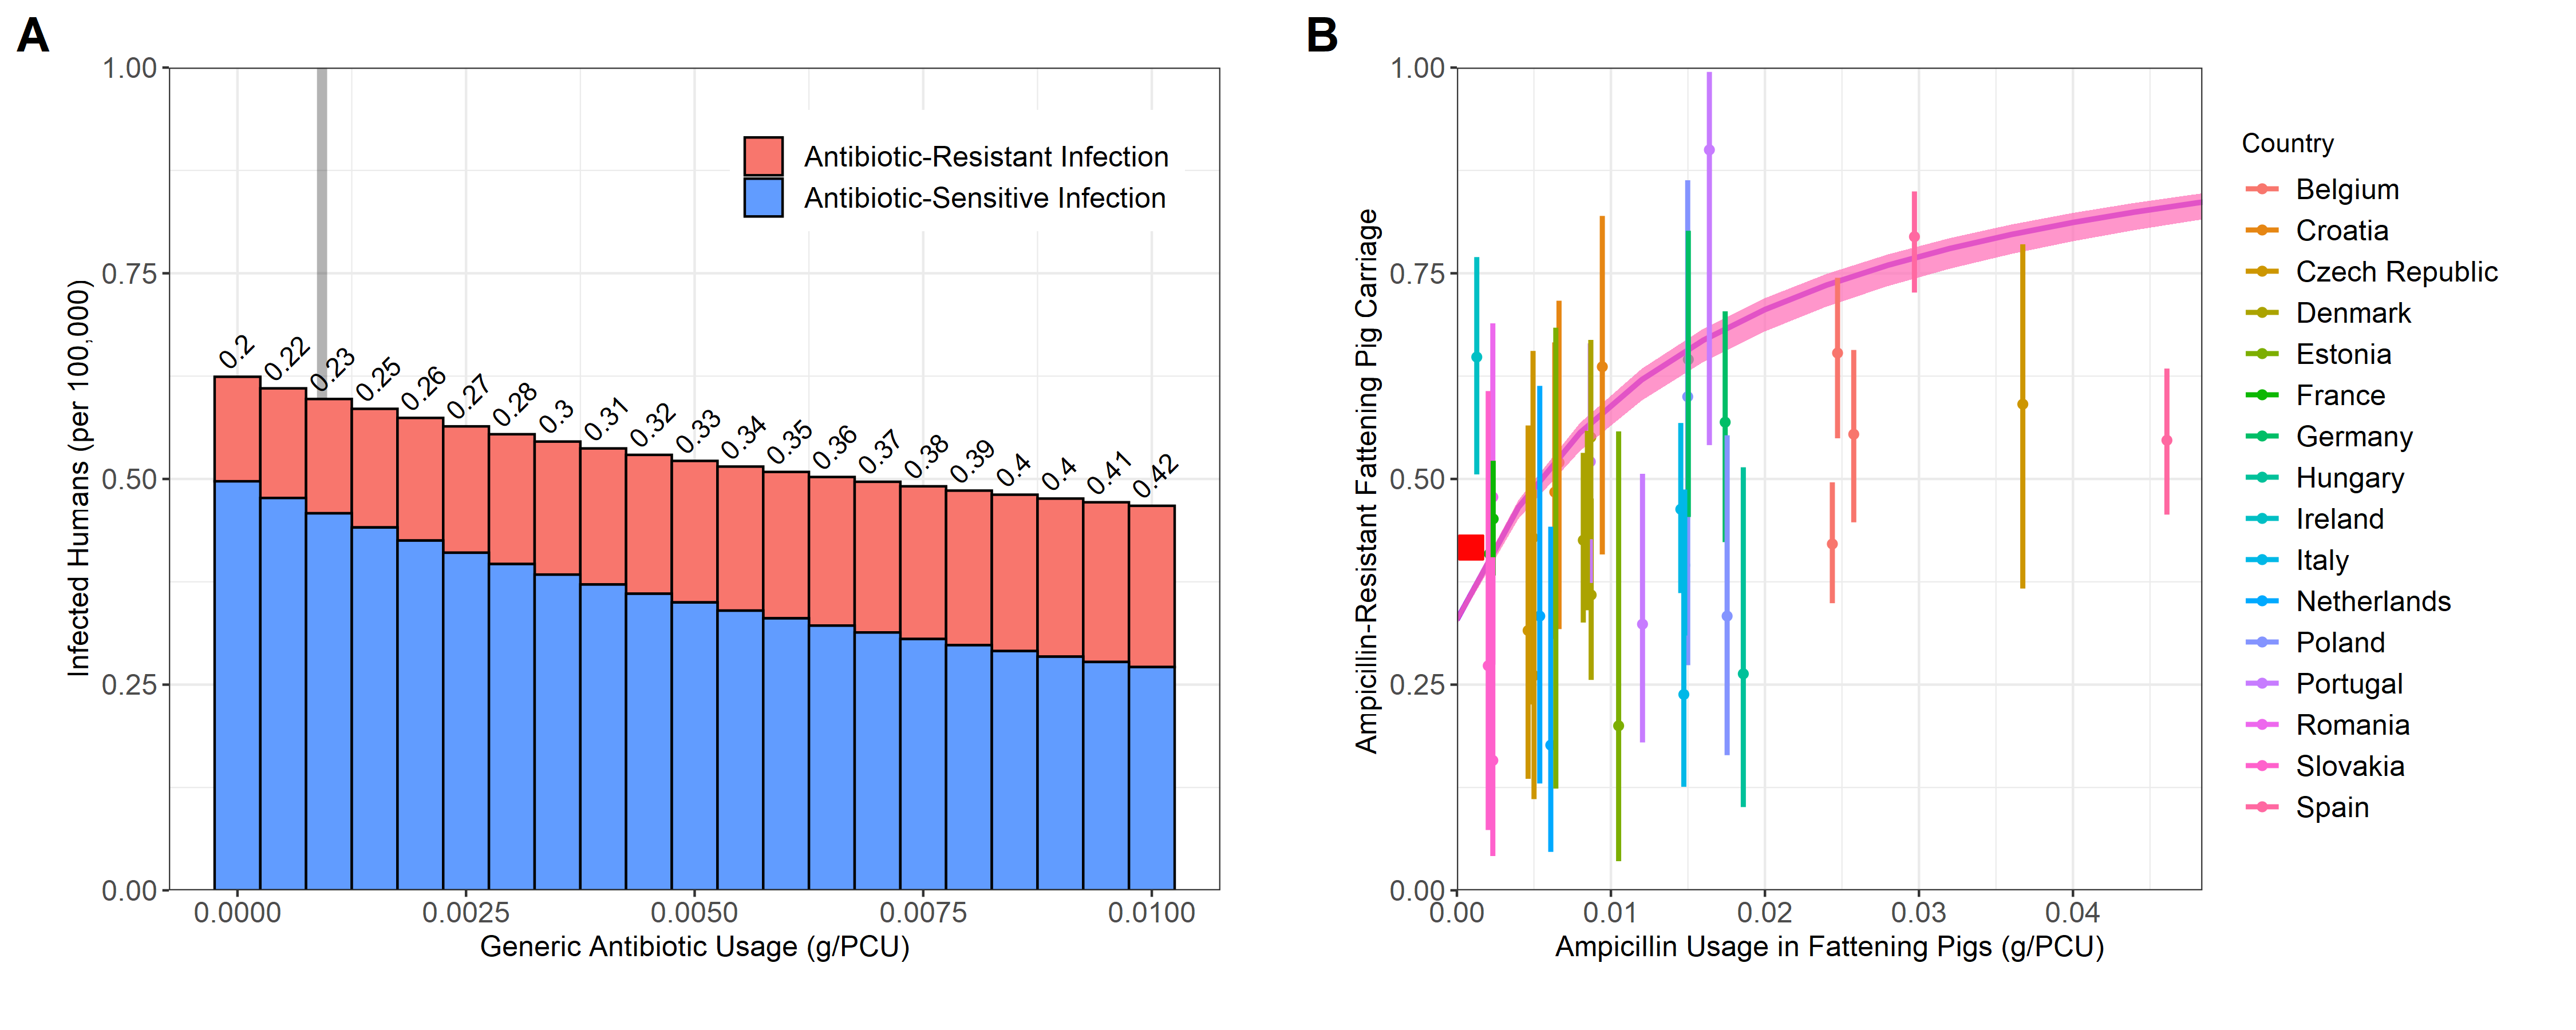 A
Infected Humans (per 100,000)
1.00
0.75
0.50
0.25
0.00
0.2
0.22
0.23
0.25
0.26
0.27
0.28
0.3
0.31
0.32
0.33
0.34
0.35
0.36
0.37
0.38
0.39
0.4
0.4
0.41
0.42
Antibiotic-Resistant Infection
Antibiotic-Sensitive Infection
0.0000 0.0025 0.0050 0.0075 0.0100
Generic Antibiotic Usage (g/PCU)
B
Ampicillin-Resistant Fattening Pig Carriage
1.00
0.75
0.50
0.25
0.00
0.00 0.01 0.02 0.03 0.04
Ampicillin Usage in Fattening Pigs (g/PCU)
Country
Belgium
Croatia
Czech Republic
Denmark
Estonia
France
Germany
Hungary
Ireland
Italy
Netherlands
Poland
Portugal
Romania
Slovakia
Spain